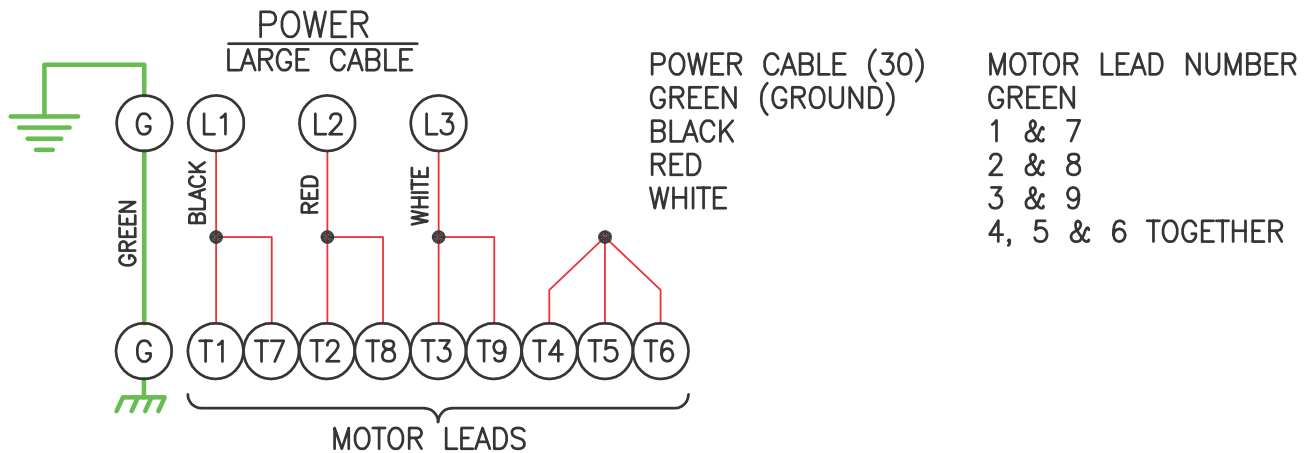 POWER
LARGE CABLE
G L1 L2 L3
GREEN
BLACK
RED
WHITE
G T1 T7 T2 T8 T3 T9 T4 T5 T6
MOTOR LEADS
POWER CABLE (30) MOTOR LEAD NUMBER
GREEN (GROUND) GREEN
BLACK 1 & 7
RED 2 & 8
WHITE 3 & 9
4, 5 & 6 TOGETHER